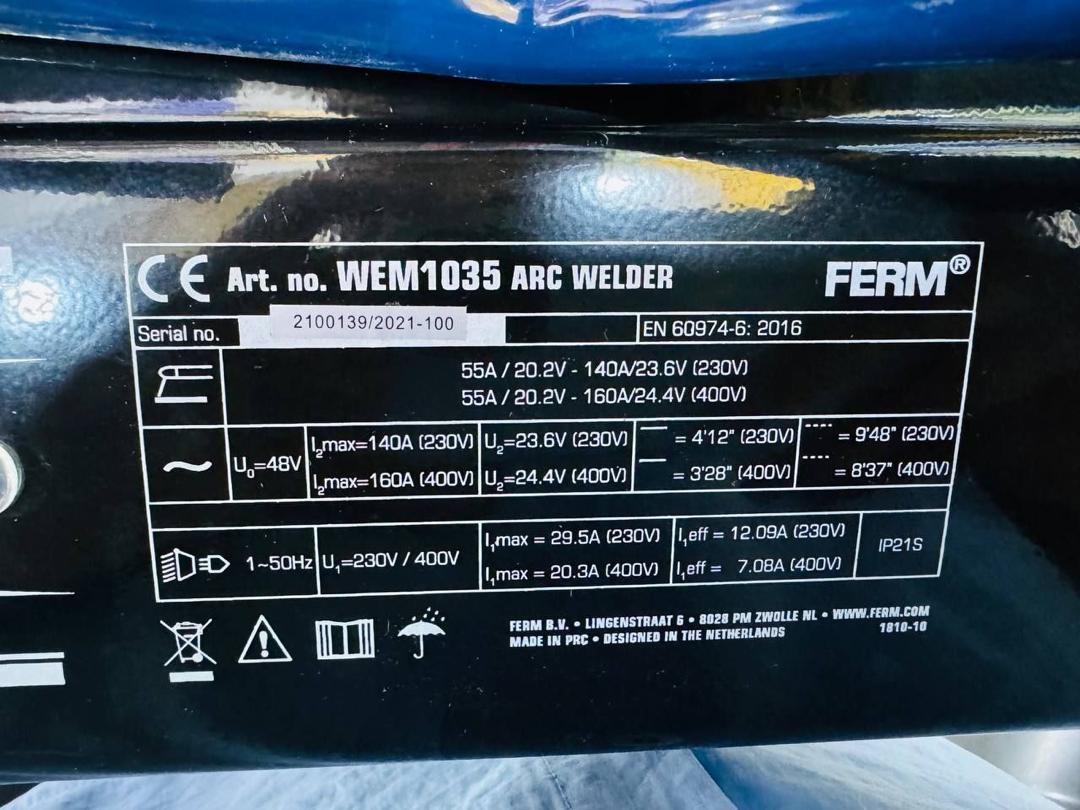 CE Art. no. WEM1035 ARC WELDER FERM®
Serial no. 2100139/2021-100 EN 60974-6: 2016
55A / 20.2V - 140A/23.6V (230V)
55A / 20.2V - 160A/24.4V (400V)
U₀=48V
I₂max=140A (230V)
I₂max=160A (400V)
U₂=23.6V (230V)
U₂=24.4V (400V)
= 4'12" (230V)
= 3'28" (400V)
= 9'48" (230V)
= 8'37" (400V)
1~50Hz
U₁=230V / 400V
I₁max = 29.5A (230V)
I₁max = 20.3A (400V)
I₁eff = 12.09A (230V)
I₁eff = 7.08A (400V)
IP21S
FERM B.V. • LINGENSTRAAT 6 • 8028 PM ZWOLLE NL • WWW.FERM.COM
MADE IN PRC • DESIGNED IN THE NETHERLANDS 1810-10